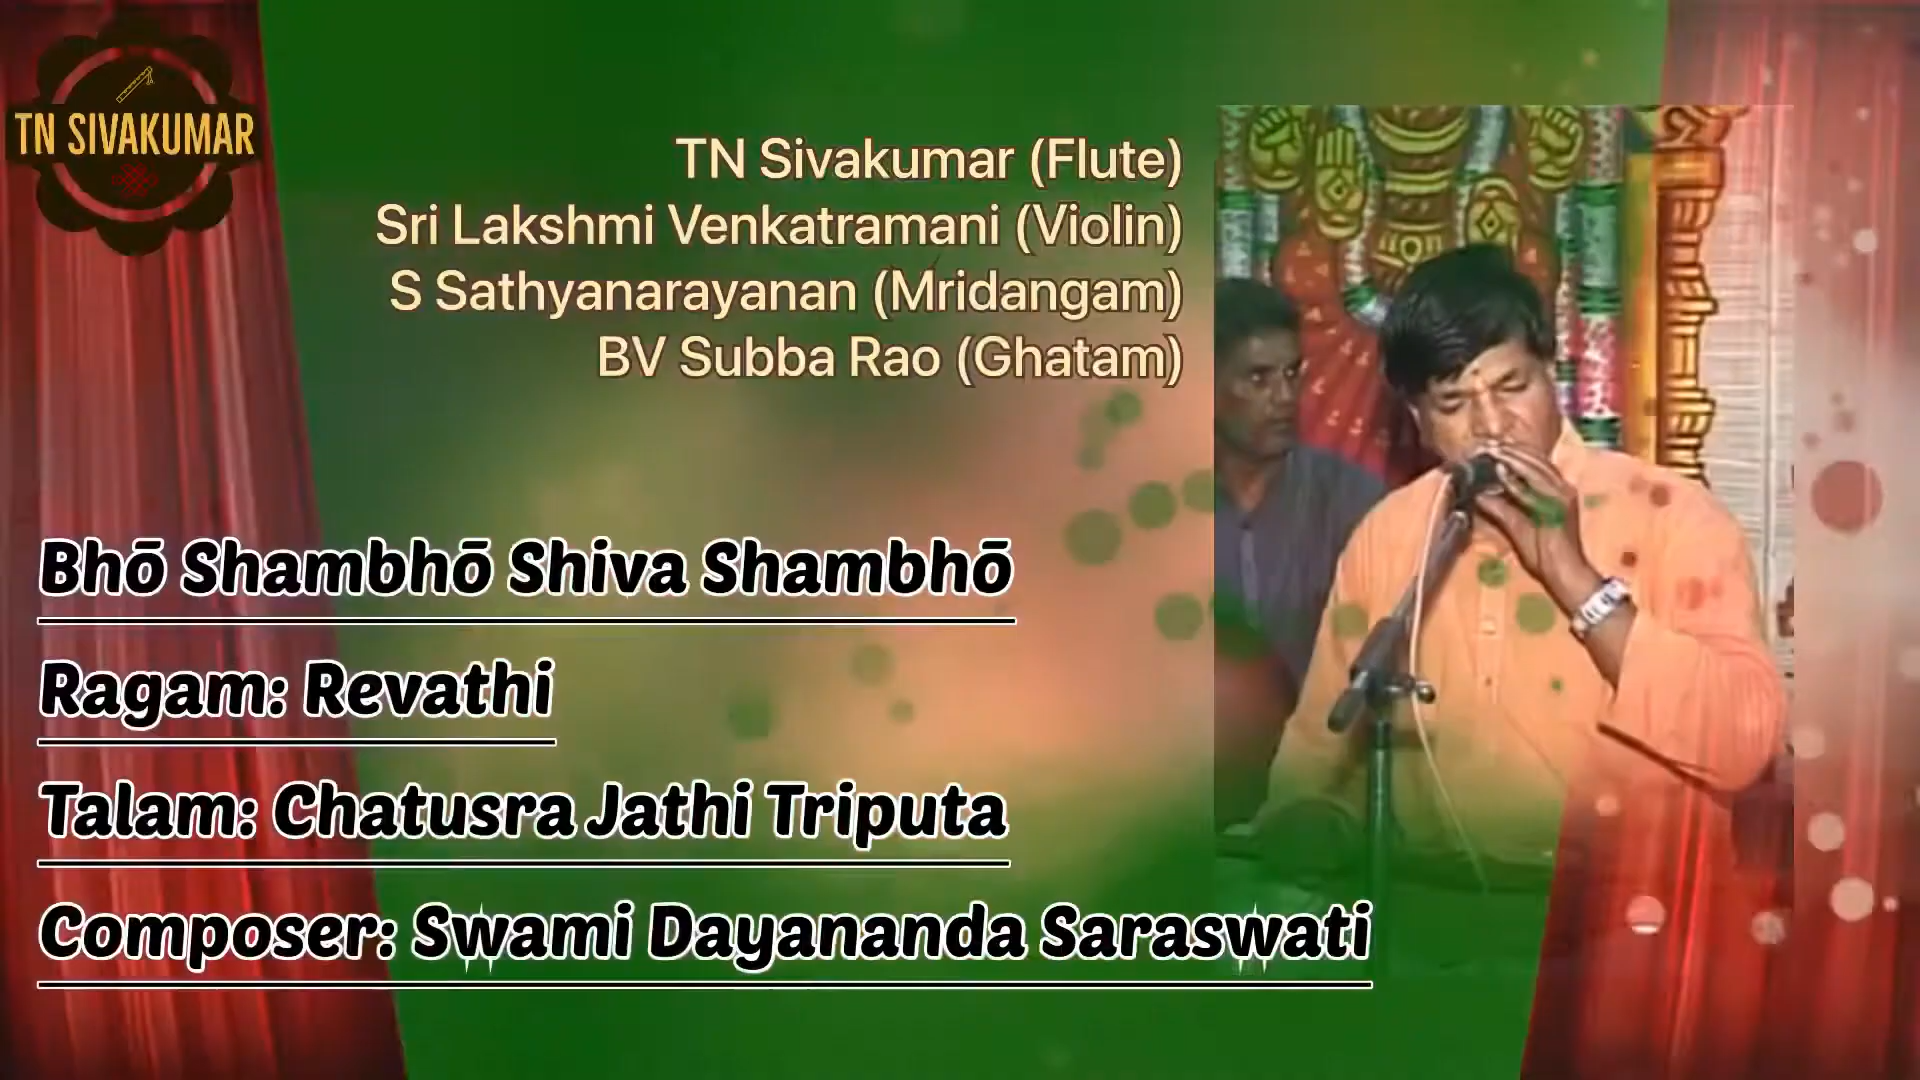 TN SIVAKUMAR
TN Sivakumar (Flute)
Sri Lakshmi Venkatramani (Violin)
S Sathyanarayanan (Mridangam)
BV Subba Rao (Ghatam)
Bhō Shambhō Shiva Shambhō
Ragam: Revathi
Talam: Chatusra Jathi Triputa
Composer: Swami Dayananda Saraswati